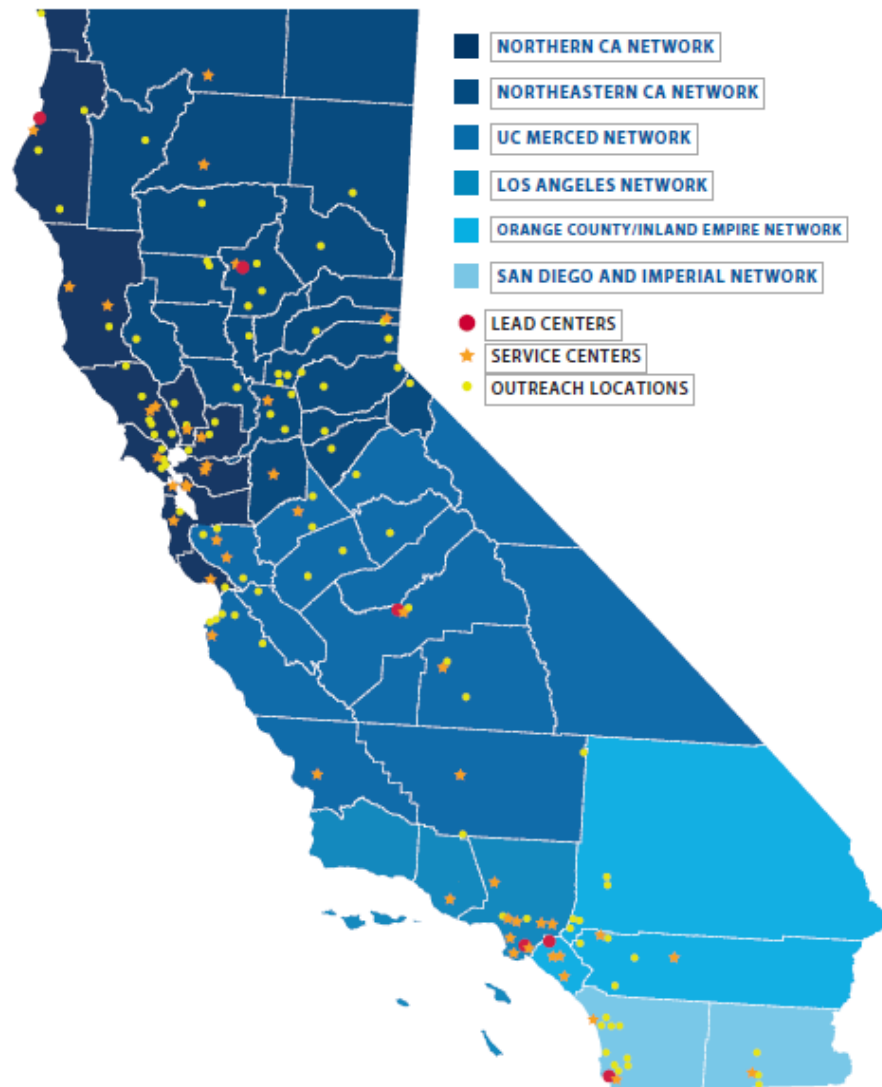 NORTHERN CA NETWORK
NORTHEASTERN CA NETWORK
UC MERCED NETWORK
LOS ANGELES NETWORK
ORANGE COUNTY/INLAND EMPIRE NETWORK
SAN DIEGO AND IMPERIAL NETWORK
LEAD CENTERS
SERVICE CENTERS
OUTREACH LOCATIONS